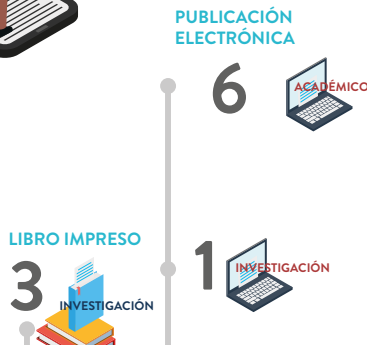 PUBLICACIÓN
ELECTRÓNICA
6
ACADÉMICO
LIBRO IMPRESO
3
INVESTIGACIÓN
1
INVESTIGACIÓN